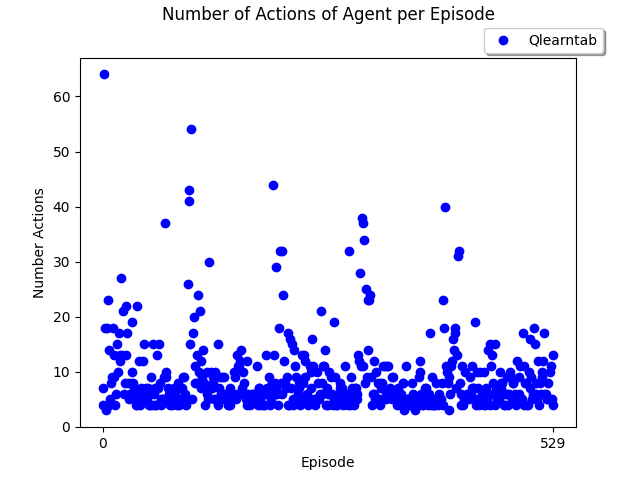 Number of Actions of Agent per Episode
Qlearntab
60
50
40
30
20
10
0
Number Actions
0 529
Episode